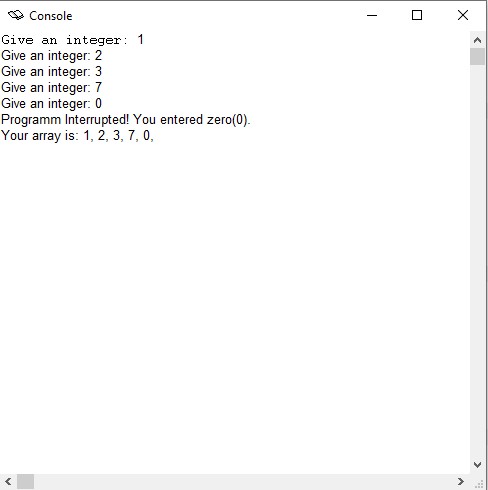 Console
Give an integer: 1
Give an integer: 2
Give an integer: 3
Give an integer: 7
Give an integer: 0
Programm Interrupted! You entered zero(0).
Your array is: 1, 2, 3, 7, 0,